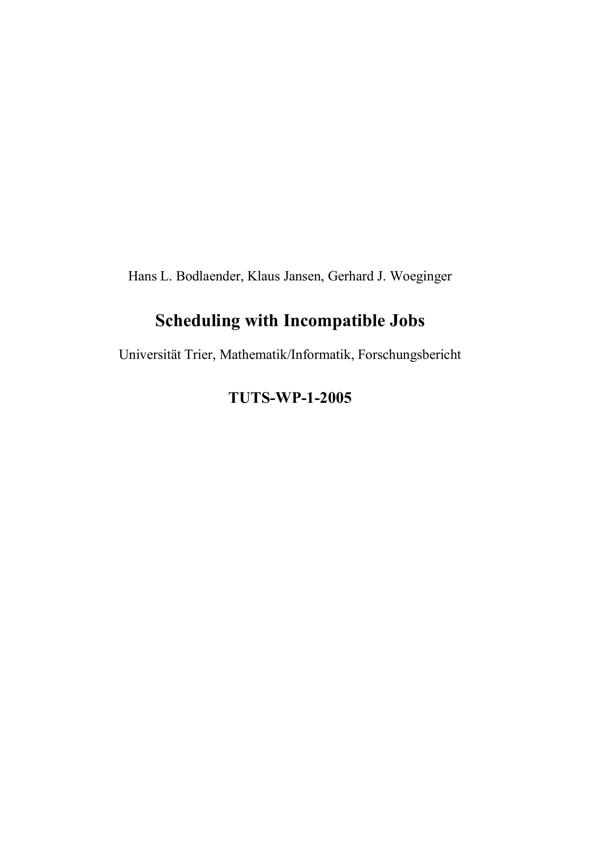 Hans L. Bodlaender, Klaus Jansen, Gerhard J. Woeginger
Scheduling with Incompatible Jobs
Universität Trier, Mathematik/Informatik, Forschungsbericht
TUTS-WP-1-2005